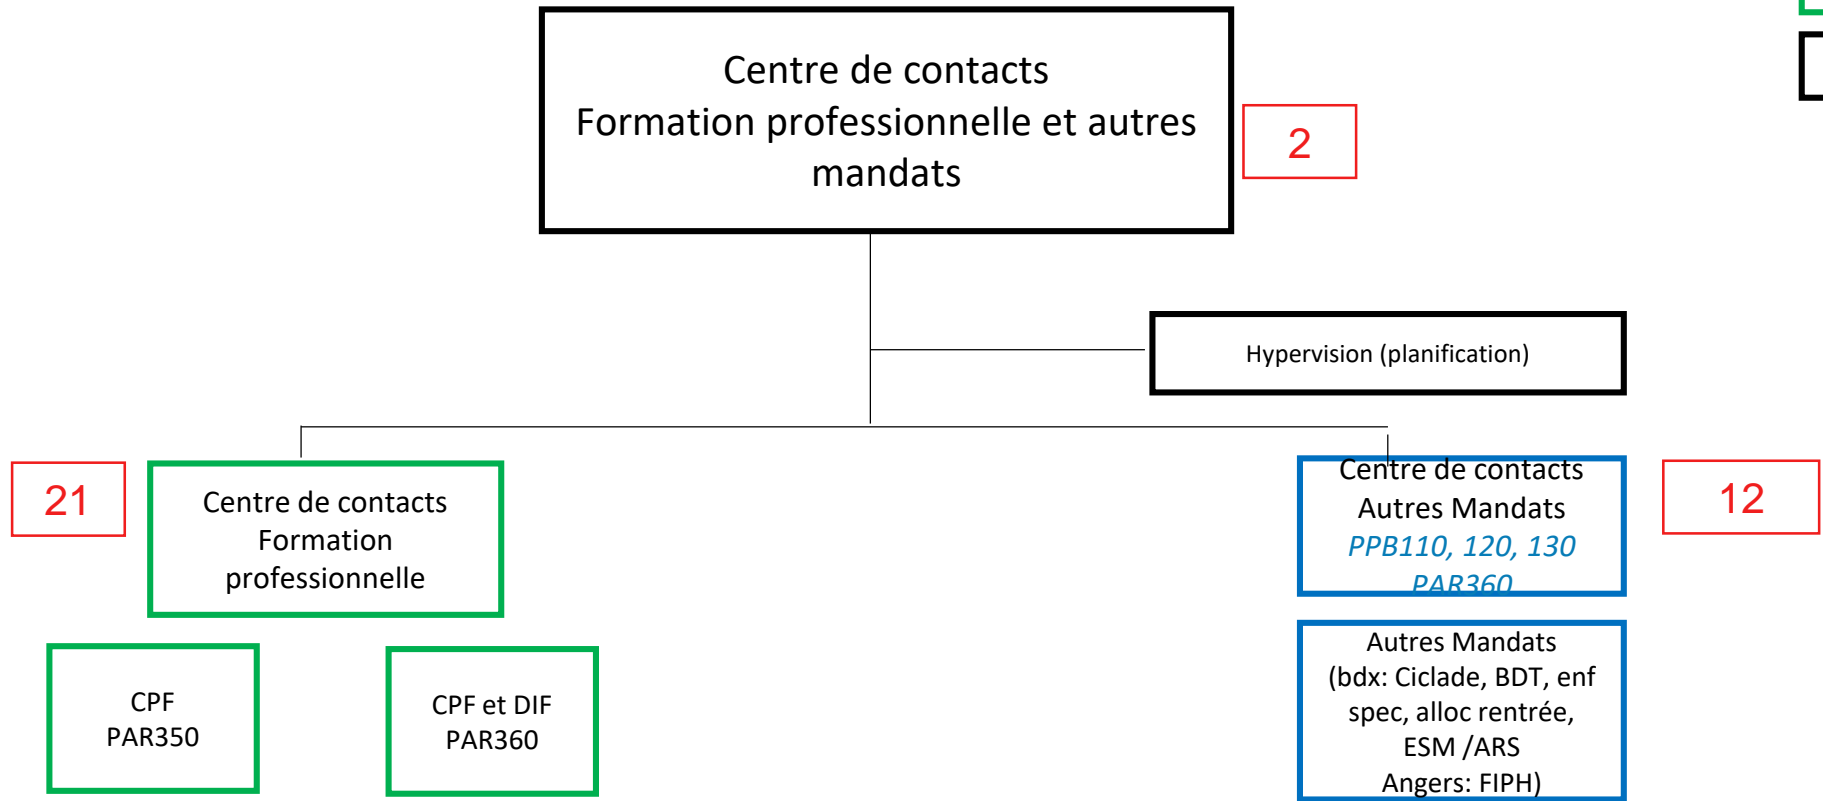 Centre de contacts
Formation professionnelle et autres
mandats
2
Hypervision (planification)
21
Centre de contacts
Formation
professionnelle
Centre de contacts
Autres Mandats
PPB110, 120, 130
PAR360
12
CPF
PAR350
CPF et DIF
PAR360
Autres Mandats
(bdx: Ciclade, BDT, enf
spec, alloc rentrée,
ESM /ARS
Angers: FIPH)